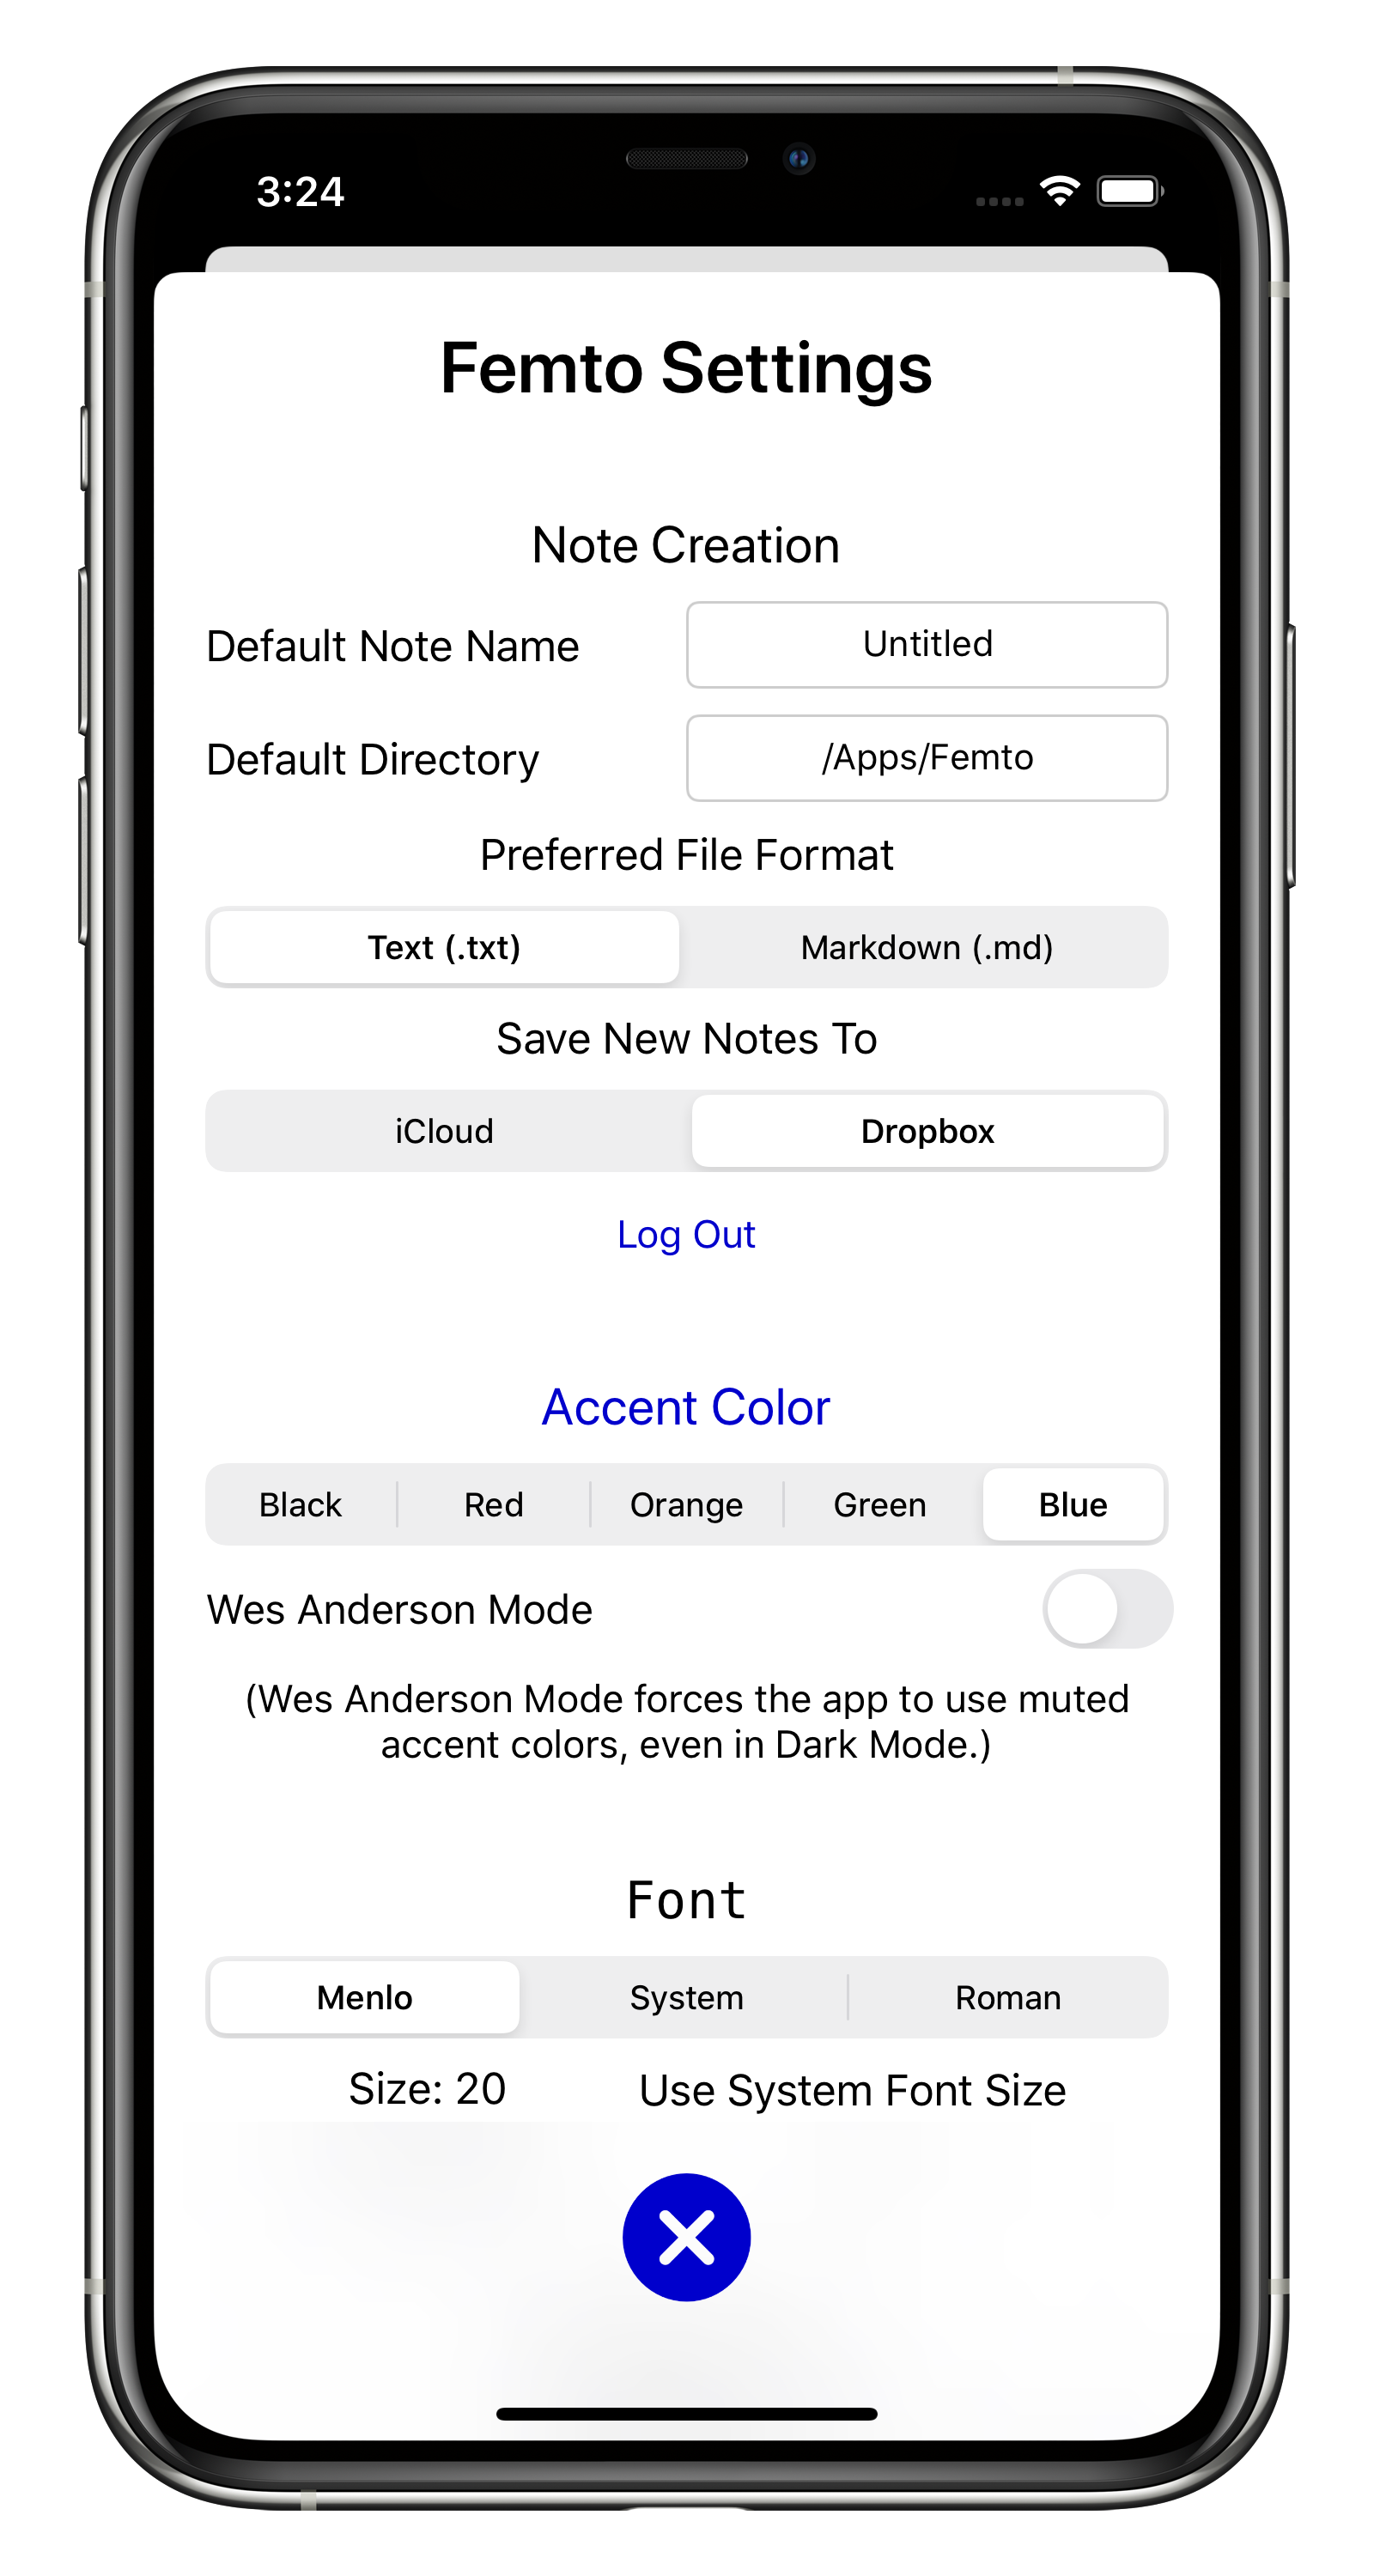 3:24
Femto Settings
Note Creation
Default Note Name
Untitled
Default Directory
/Apps/Femto
Preferred File Format
Text (.txt) Markdown (.md)
Save New Notes To
iCloud Dropbox
Log Out
Accent Color
Black Red Orange Green Blue
Wes Anderson Mode
(Wes Anderson Mode forces the app to use muted
accent colors, even in Dark Mode.)
Font
Menlo System Roman
Size: 20 Use System Font Size